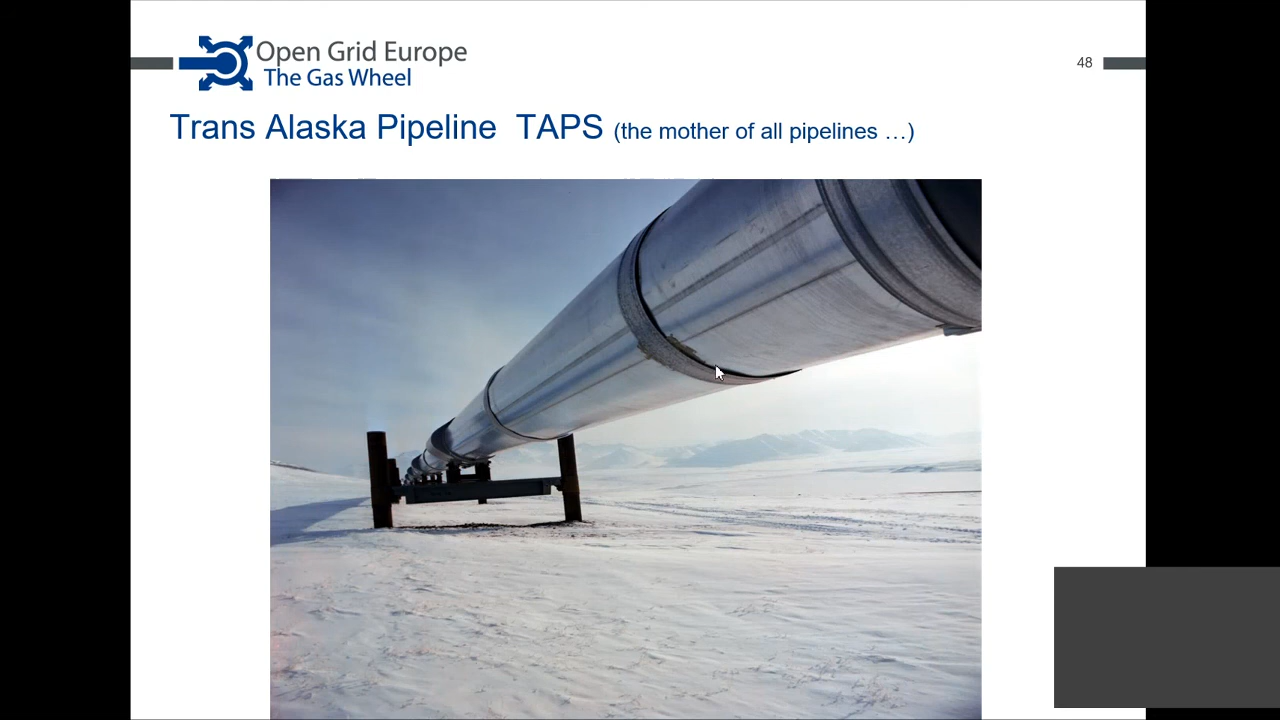 Open Grid Europe
The Gas Wheel
48
Trans Alaska Pipeline TAPS (the mother of all pipelines …)